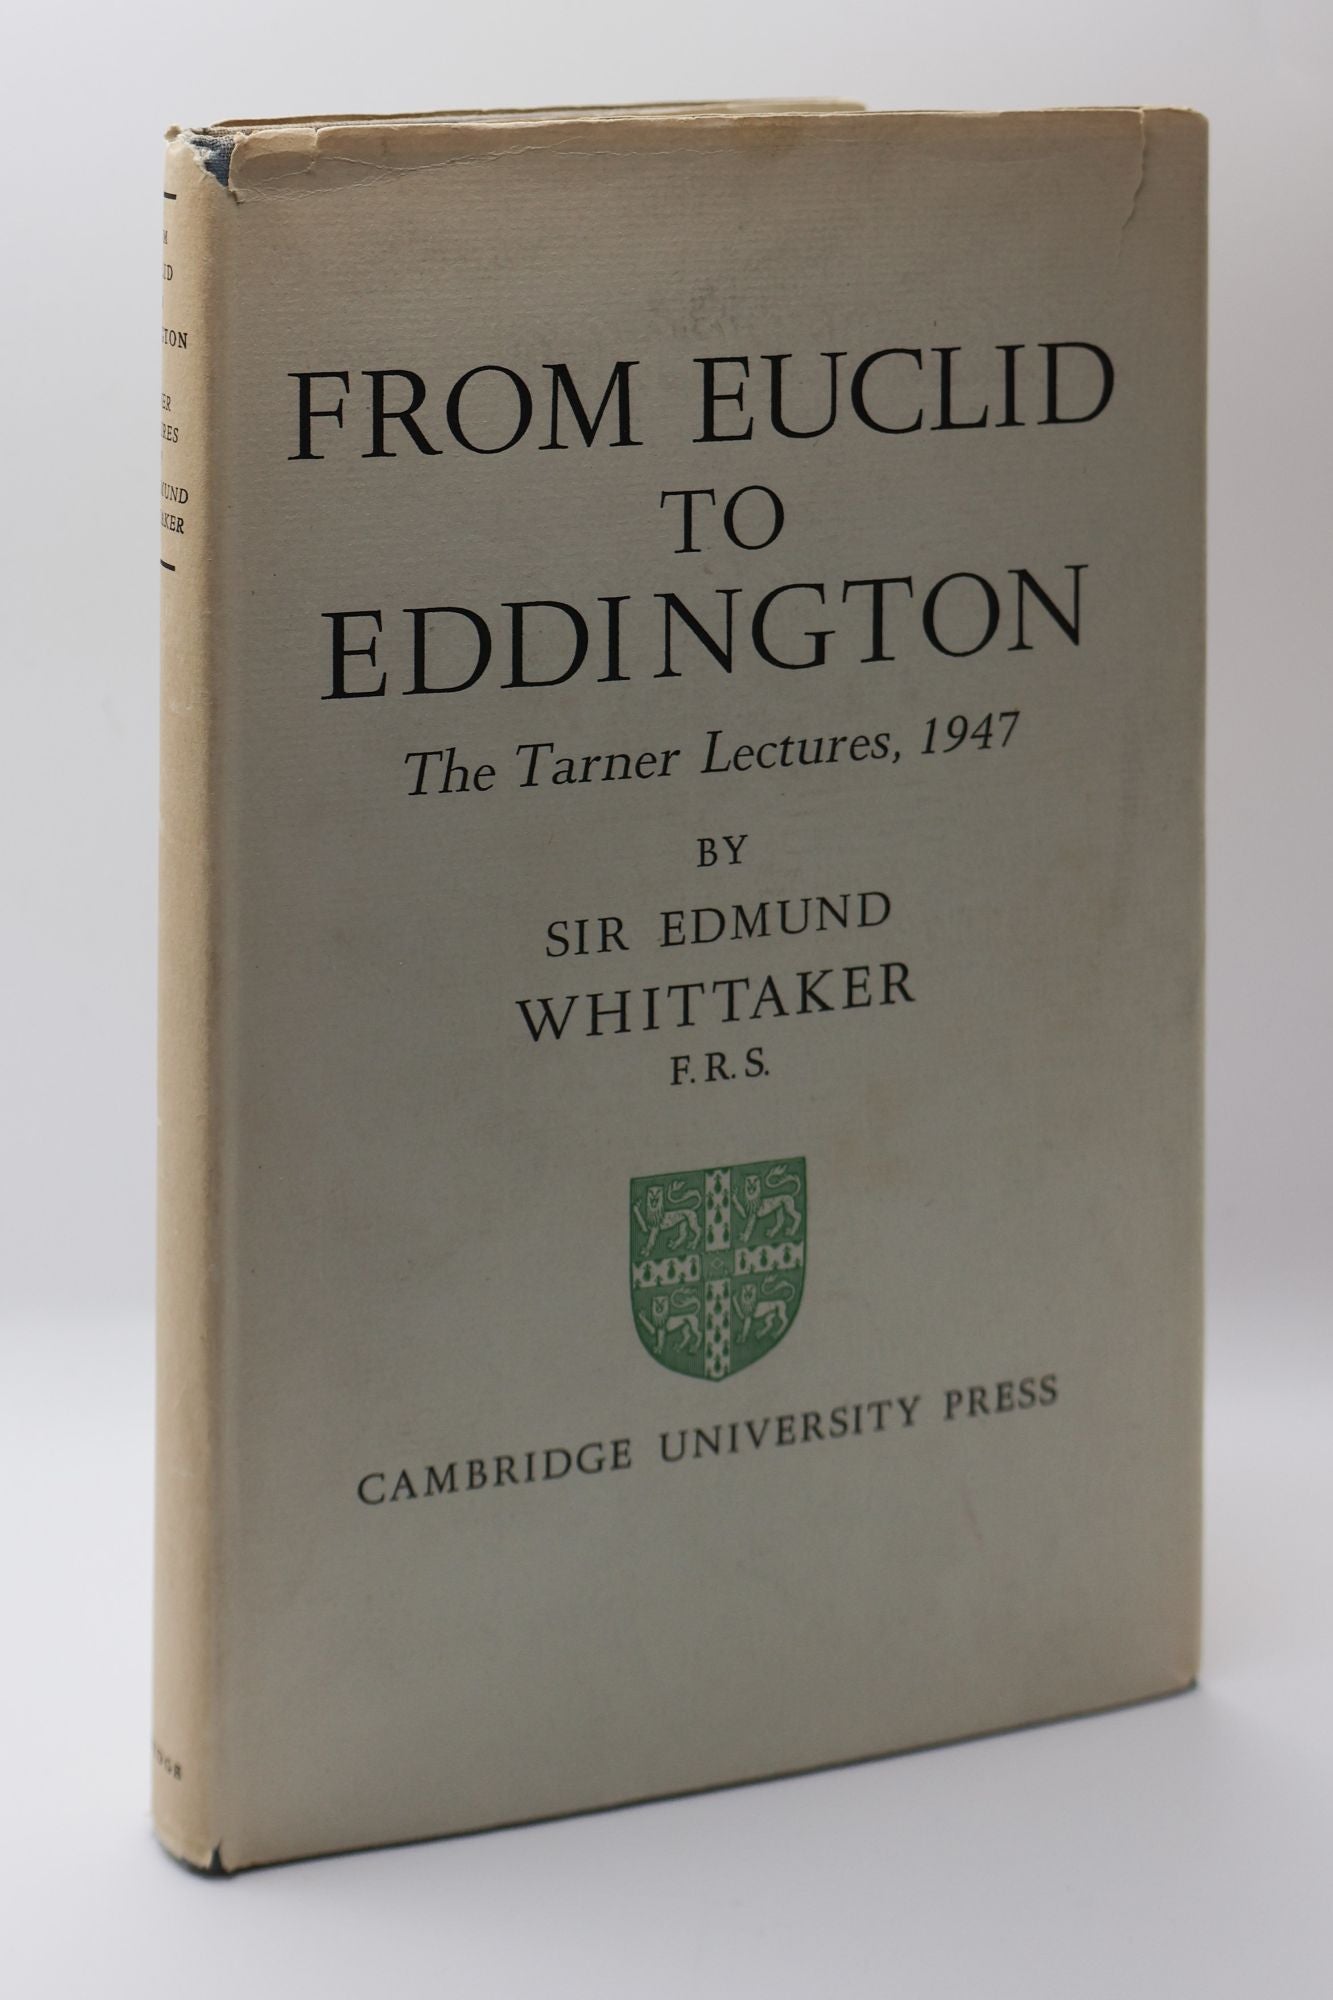 FROM EUCLID
TO
EDDINGTON
The Tarner Lectures, 1947
BY
SIR EDMUND
WHITTAKER
F.R.S.
CAMBRIDGE UNIVERSITY PRESS